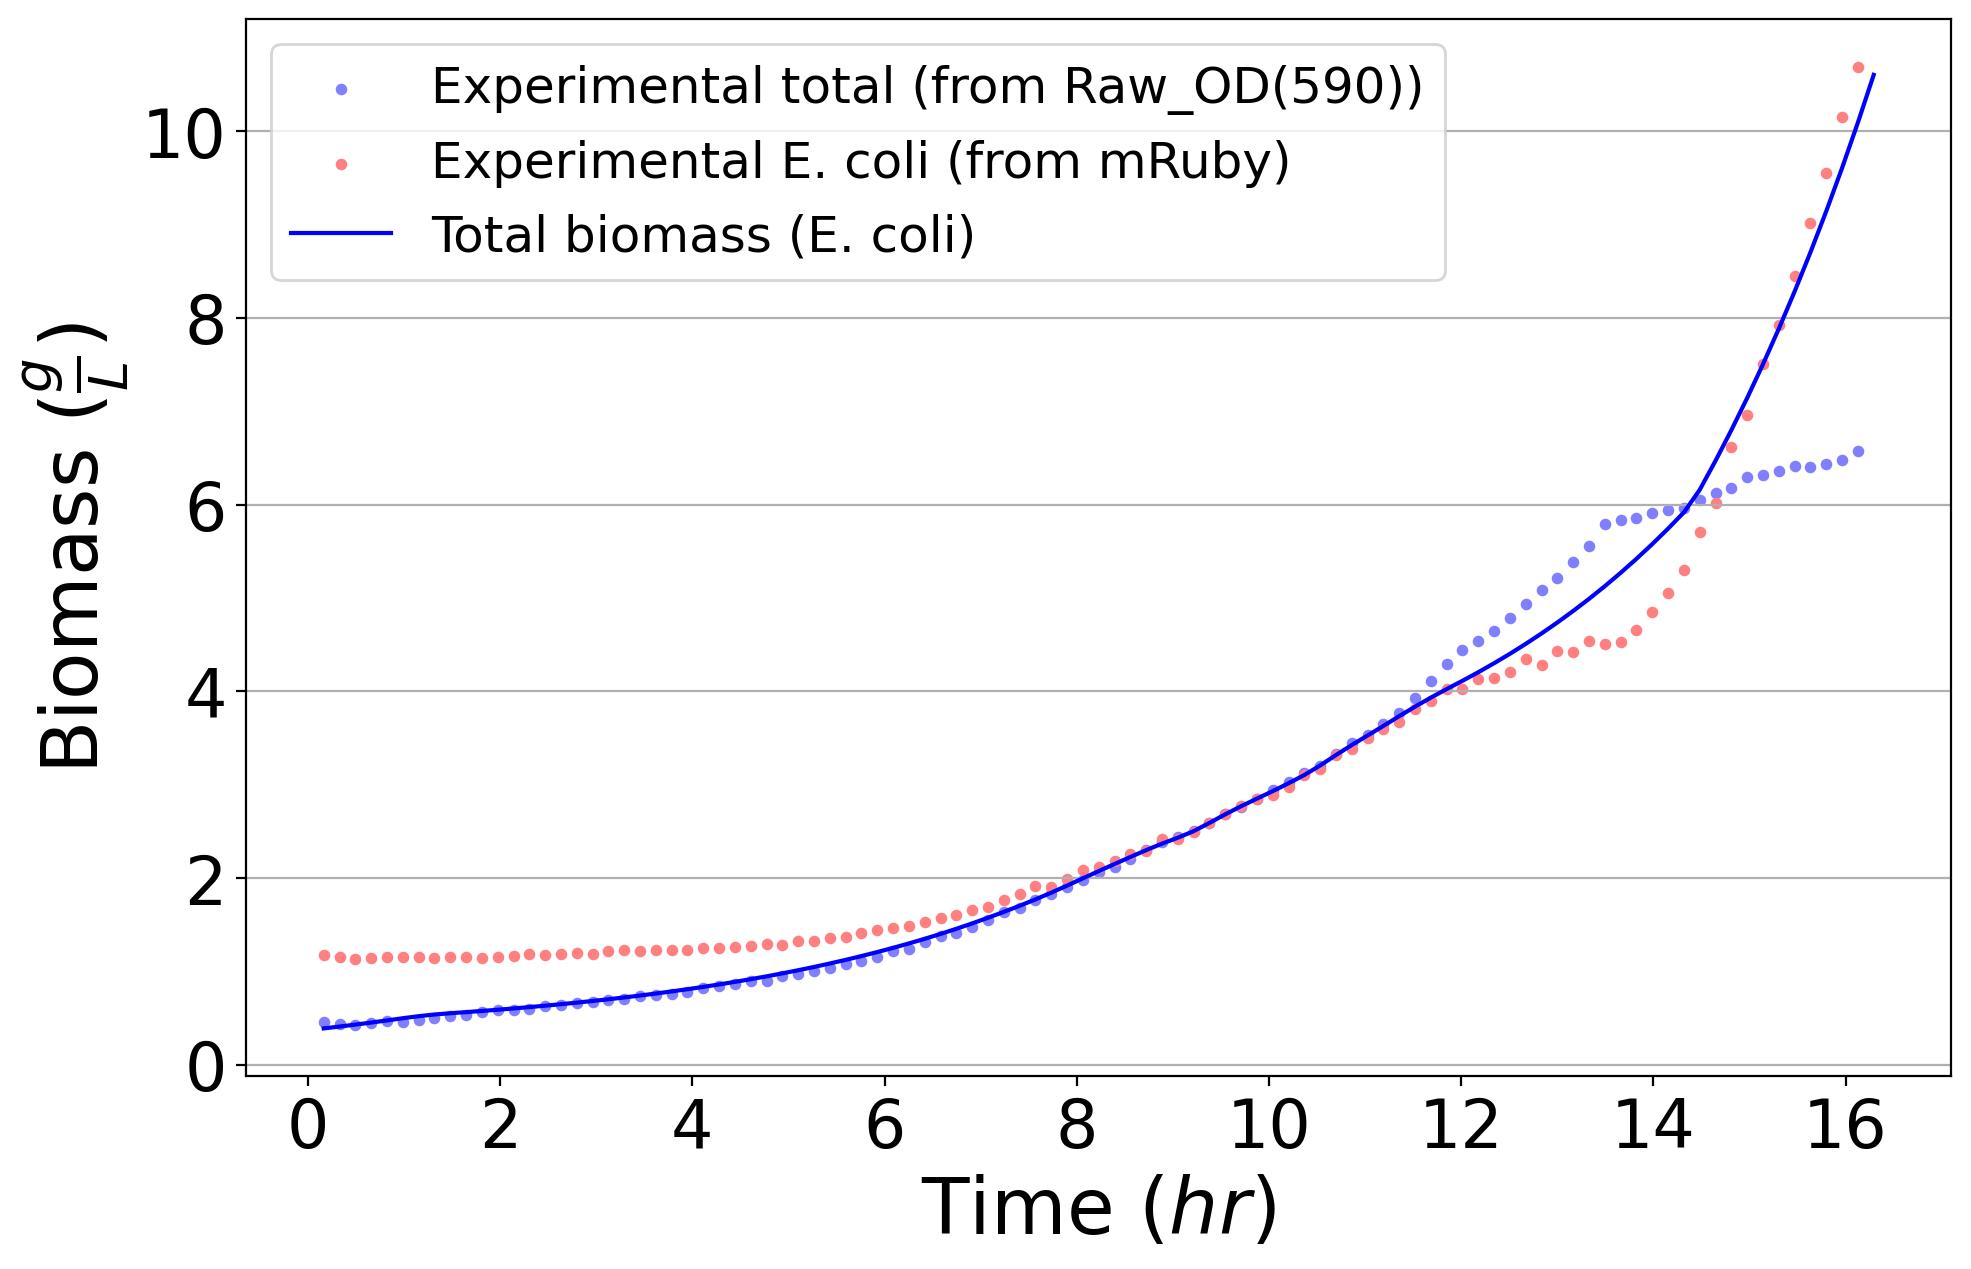 Experimental total (from Raw_OD(590))
Experimental E. coli (from mRuby)
Total biomass (E. coli)
10
8
6
4
2
0
Biomass (g/L)
0 2 4 6 8 10 12 14 16
Time (hr)